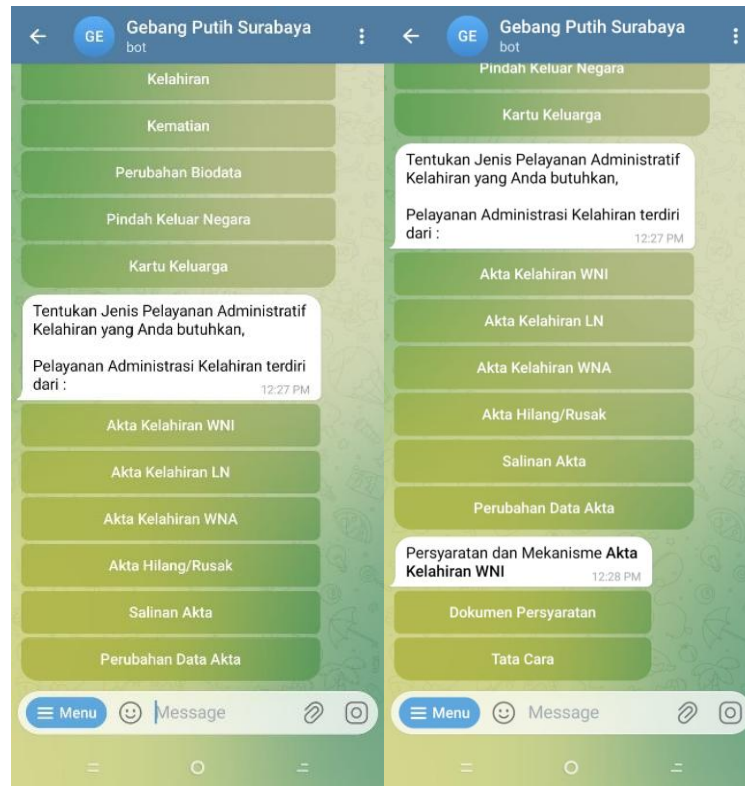 GE
Gebang Putih Surabaya
bot
Kelahiran
Kematian
Perubahan Biodata
Pindah Keluar Negara
Kartu Keluarga
Tentukan Jenis Pelayanan Administratif
Kelahiran yang Anda butuhkan,
Pelayanan Administrasi Kelahiran terdiri
dari :
12:27 PM
Akta Kelahiran WNI
Akta Kelahiran LN
Akta Kelahiran WNA
Akta Hilang/Rusak
Salinan Akta
Perubahan Data Akta
Menu
Message
GE
Gebang Putih Surabaya
bot
Pindah Keluar Negara
Kartu Keluarga
Tentukan Jenis Pelayanan Administratif
Kelahiran yang Anda butuhkan,
Pelayanan Administrasi Kelahiran terdiri
dari :
12:27 PM
Akta Kelahiran WNI
Akta Kelahiran LN
Akta Kelahiran WNA
Akta Hilang/Rusak
Salinan Akta
Perubahan Data Akta
Persyaratan dan Mekanisme Akta
Kelahiran WNI
12:28 PM
Dokumen Persyaratan
Tata Cara
Menu
Message